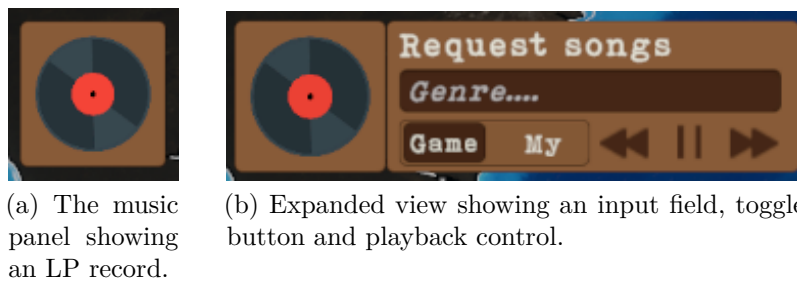 Request songs
Genre....
Game My
(a) The music
panel showing
an LP record.
(b) Expanded view showing an input field, toggle
button and playback control.